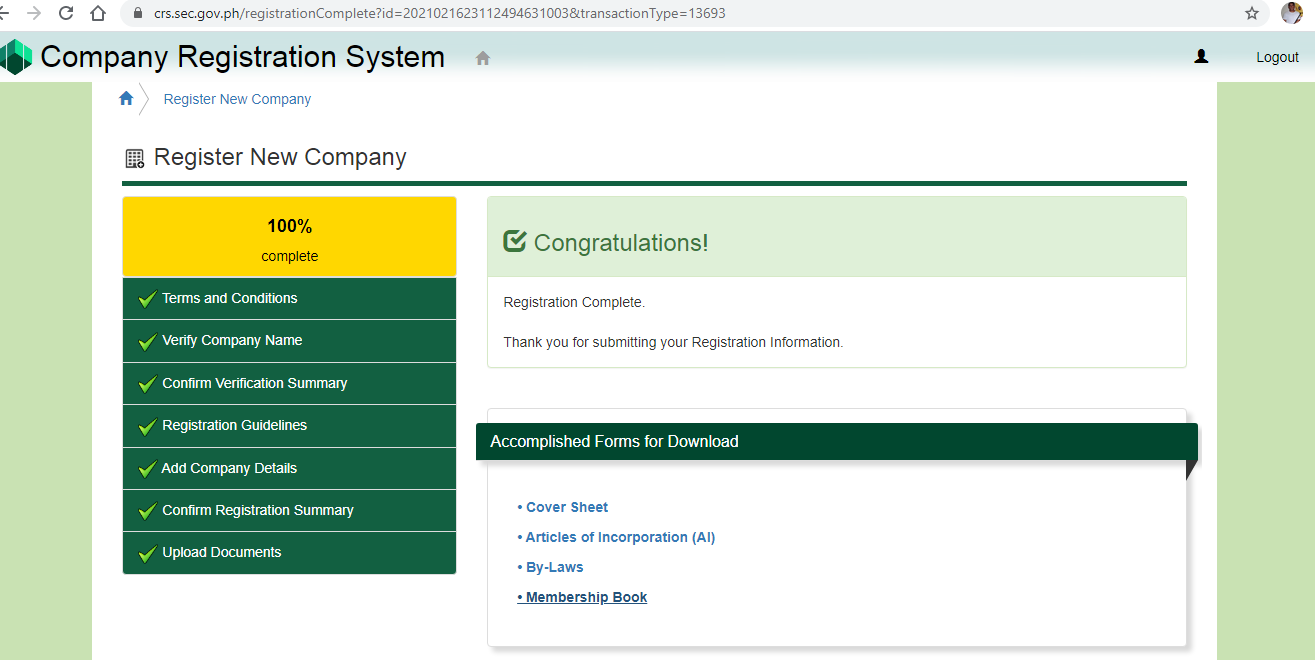 crs.sec.gov.ph/registrationComplete?id=2021021623112494631003&transactionType=13693
Company Registration System
Logout
Register New Company
Register New Company
100%
complete
Terms and Conditions
Verify Company Name
Confirm Verification Summary
Registration Guidelines
Add Company Details
Confirm Registration Summary
Upload Documents
Congratulations!
Registration Complete.
Thank you for submitting your Registration Information.
Accomplished Forms for Download
• Cover Sheet
• Articles of Incorporation (AI)
• By-Laws
• Membership Book